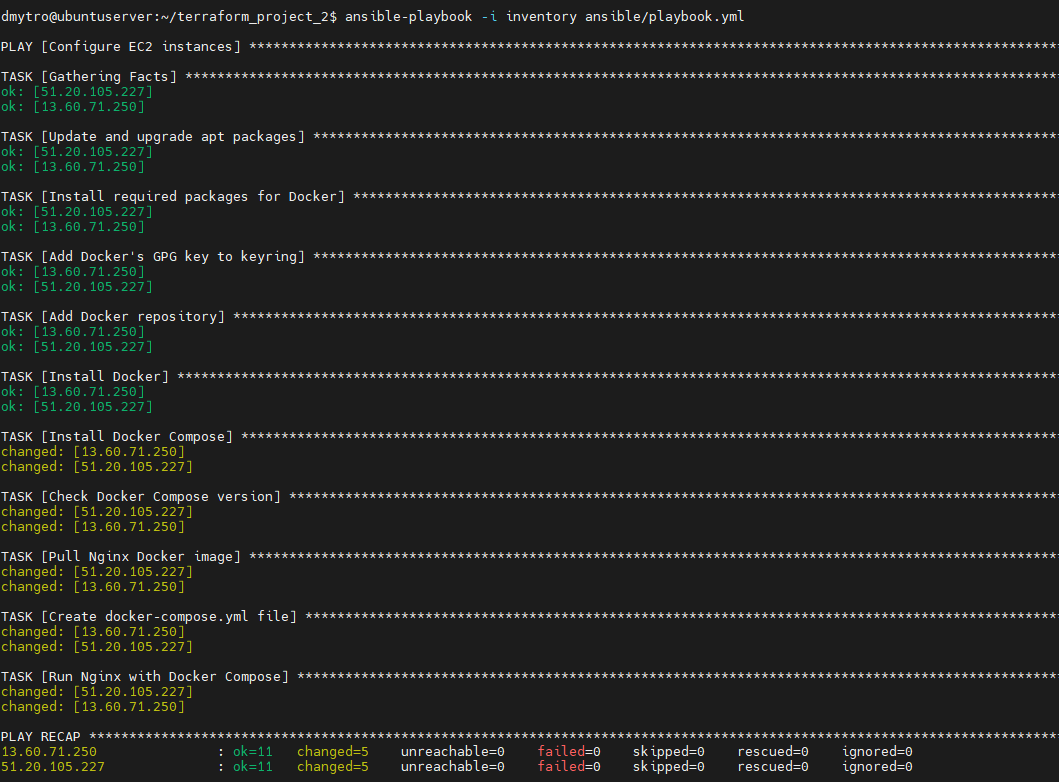 dmytro@ubuntuserver:~/terraform_project_2$ ansible-playbook -i inventory ansible/playbook.yml
PLAY [Configure EC2 instances] *****************************************************************************************************
TASK [Gathering Facts] *************************************************************************************************************
ok: [51.20.105.227]
ok: [13.60.71.250]
TASK [Update and upgrade apt packages] *********************************************************************************************
ok: [51.20.105.227]
ok: [13.60.71.250]
TASK [Install required packages for Docker] ****************************************************************************************
ok: [51.20.105.227]
ok: [13.60.71.250]
TASK [Add Docker's GPG key to keyring] *********************************************************************************************
ok: [13.60.71.250]
ok: [51.20.105.227]
TASK [Add Docker repository] *******************************************************************************************************
ok: [13.60.71.250]
ok: [51.20.105.227]
TASK [Install Docker] **************************************************************************************************************
ok: [13.60.71.250]
ok: [51.20.105.227]
TASK [Install Docker Compose] ******************************************************************************************************
changed: [13.60.71.250]
changed: [51.20.105.227]
TASK [Check Docker Compose version] ************************************************************************************************
changed: [51.20.105.227]
changed: [13.60.71.250]
TASK [Pull Nginx Docker image] *****************************************************************************************************
changed: [51.20.105.227]
changed: [13.60.71.250]
TASK [Create docker-compose.yml file] **********************************************************************************************
changed: [13.60.71.250]
changed: [51.20.105.227]
TASK [Run Nginx with Docker Compose] ***********************************************************************************************
changed: [51.20.105.227]
changed: [13.60.71.250]
PLAY RECAP *************************************************************************************************************************
13.60.71.250               : ok=11   changed=5    unreachable=0    failed=0    skipped=0    rescued=0    ignored=0
51.20.105.227              : ok=11   changed=5    unreachable=0    failed=0    skipped=0    rescued=0    ignored=0